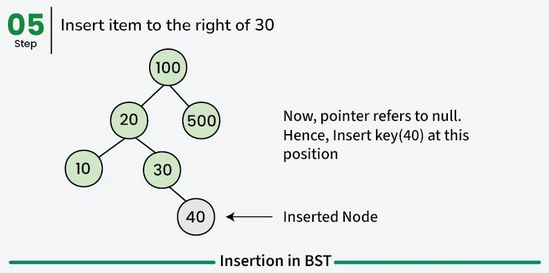 05
Step
Insert item to the right of 30
100
20
500
Now, pointer refers to null.
Hence, Insert key(40) at this
position
10
30
40
Inserted Node
Insertion in BST